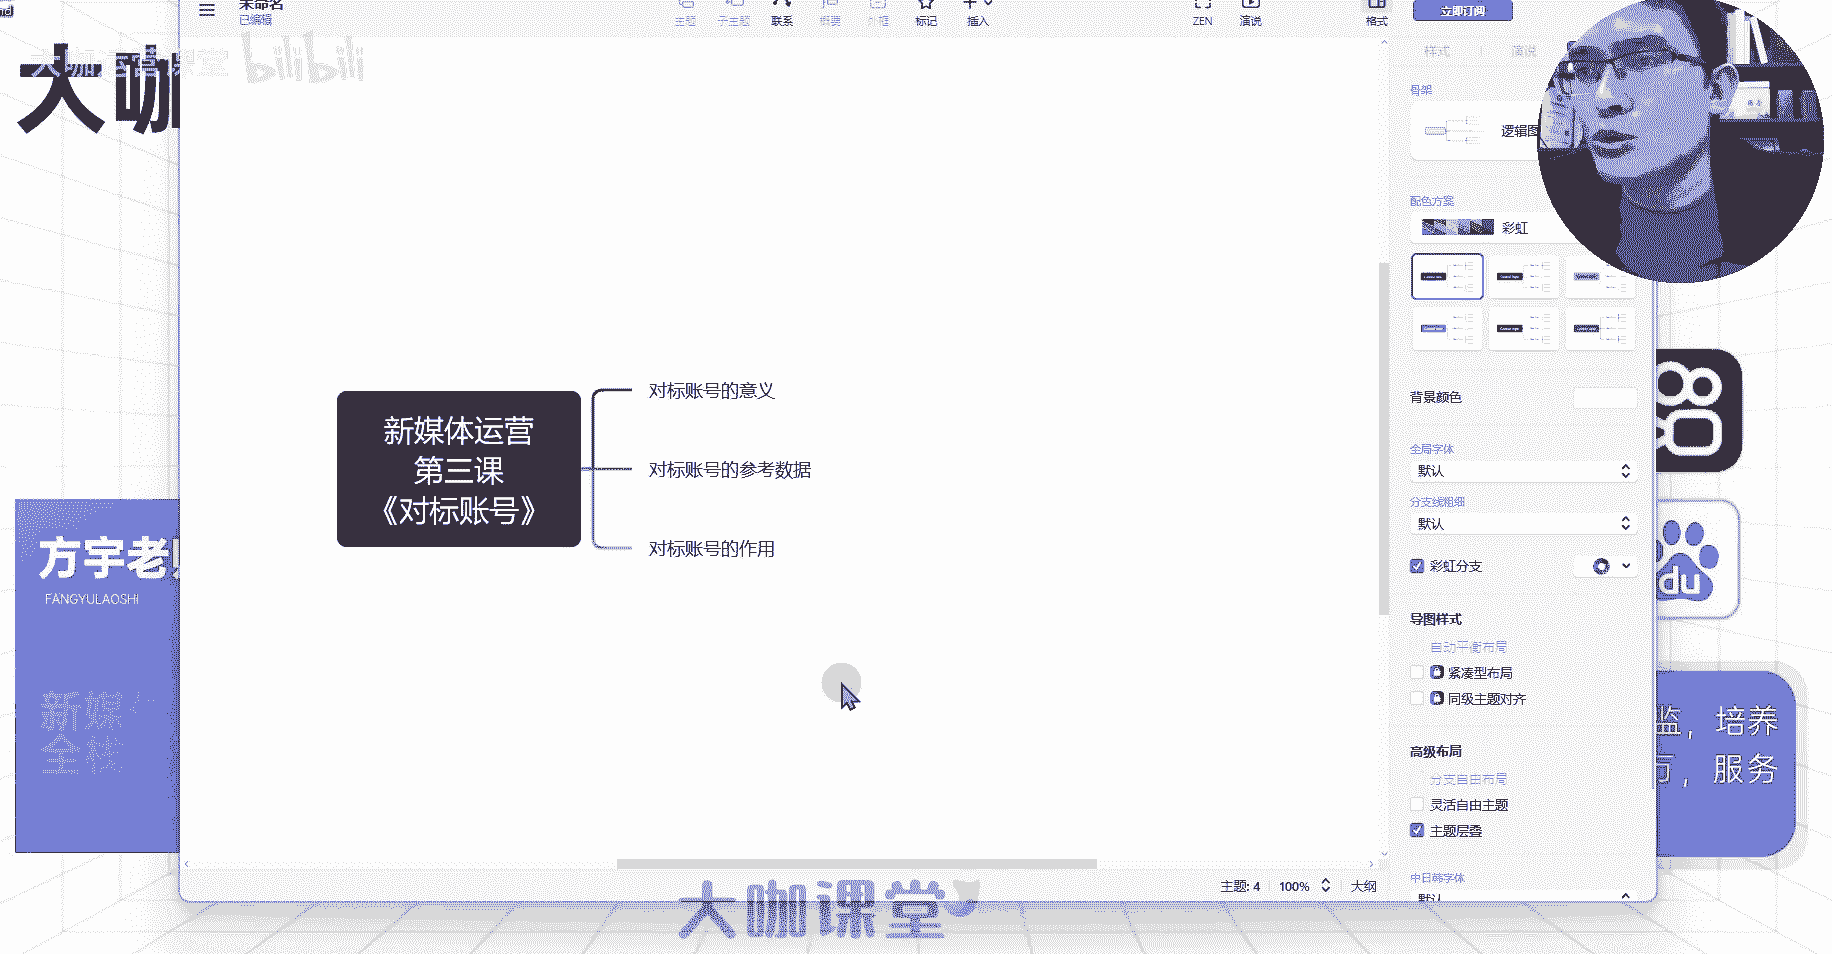 未命名
已编辑
主题
子主题
联系
概要
外框
标记
插入
ZEN
演说
格式
立即订阅
大咖运营课堂
bilibili
大咖
样式
演说
骨架
逻辑图
配色方案
彩虹
背景颜色
全局字体
默认
分支线粗细
默认
彩虹分支
导图样式
自动平衡布局
紧凑型布局
同级主题对齐
高级布局
分支自由布局
灵活自由主题
主题层叠
中日韩字体
默认
新媒体运营
第三课
《对标账号》
对标账号的意义
对标账号的参考数据
对标账号的作用
方宇老
FANGYULAOSHI
新媒
全栈
du
监，培养
方，服务
主题: 4
100%
大纲
大咖课堂